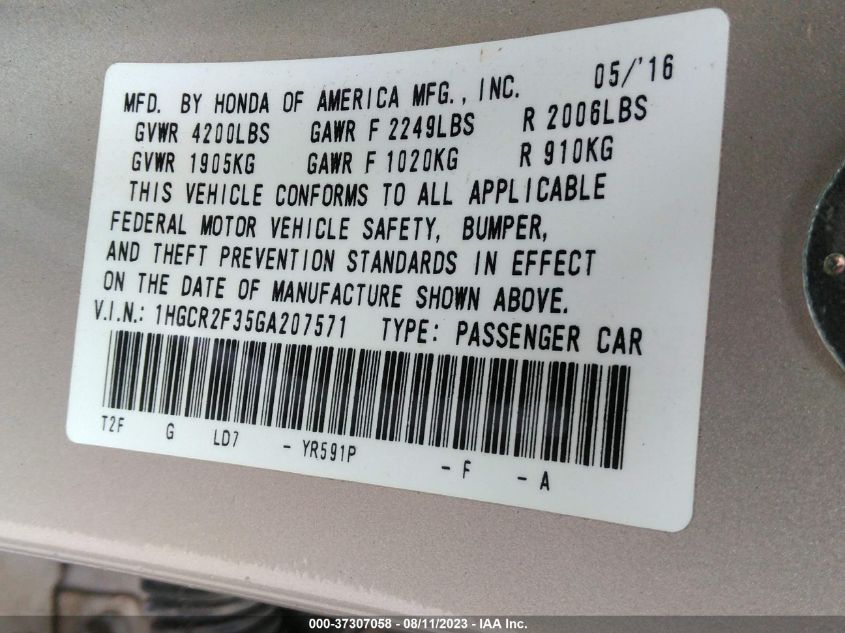 MFD. BY HONDA OF AMERICA MFG., INC. 05/'16
GVWR 4200LBS GAWR F 2249LBS R 2006LBS
GVWR 1905KG GAWR F 1020KG R 910KG
THIS VEHICLE CONFORMS TO ALL APPLICABLE
FEDERAL MOTOR VEHICLE SAFETY, BUMPER,
AND THEFT PREVENTION STANDARDS IN EFFECT
ON THE DATE OF MANUFACTURE SHOWN ABOVE.
V.I.N.: 1HGCR2F35GA207571 TYPE: PASSENGER CAR
T2F G LD7 - YR591P - F - A
000-37307058 - 08/11/2023 - IAA Inc.